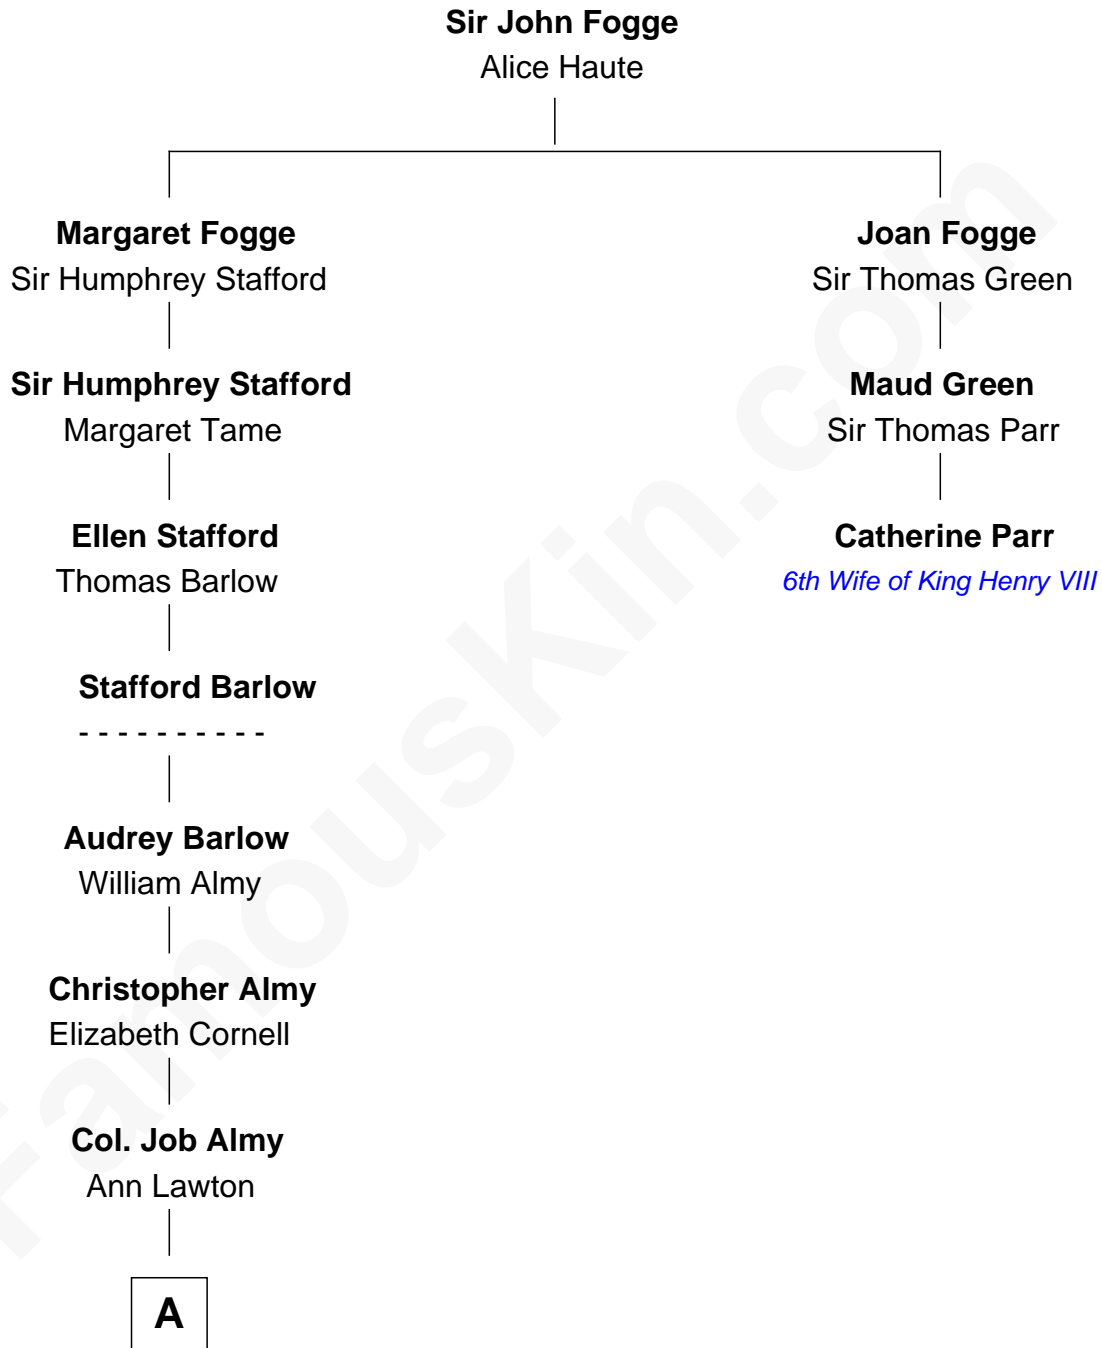 Sir John Fogge
Alice Haute
Margaret Fogge
Sir Humphrey Stafford
Sir Humphrey Stafford
Margaret Tame
Ellen Stafford
Thomas Barlow
Stafford Barlow
- - - - - - - - - -
Audrey Barlow
William Almy
Christopher Almy
Elizabeth Cornell
Col. Job Almy
Ann Lawton
A
Joan Fogge
Sir Thomas Green
Maud Green
Sir Thomas Parr
Catherine Parr
6th Wife of King Henry VIII
FamousKin.com